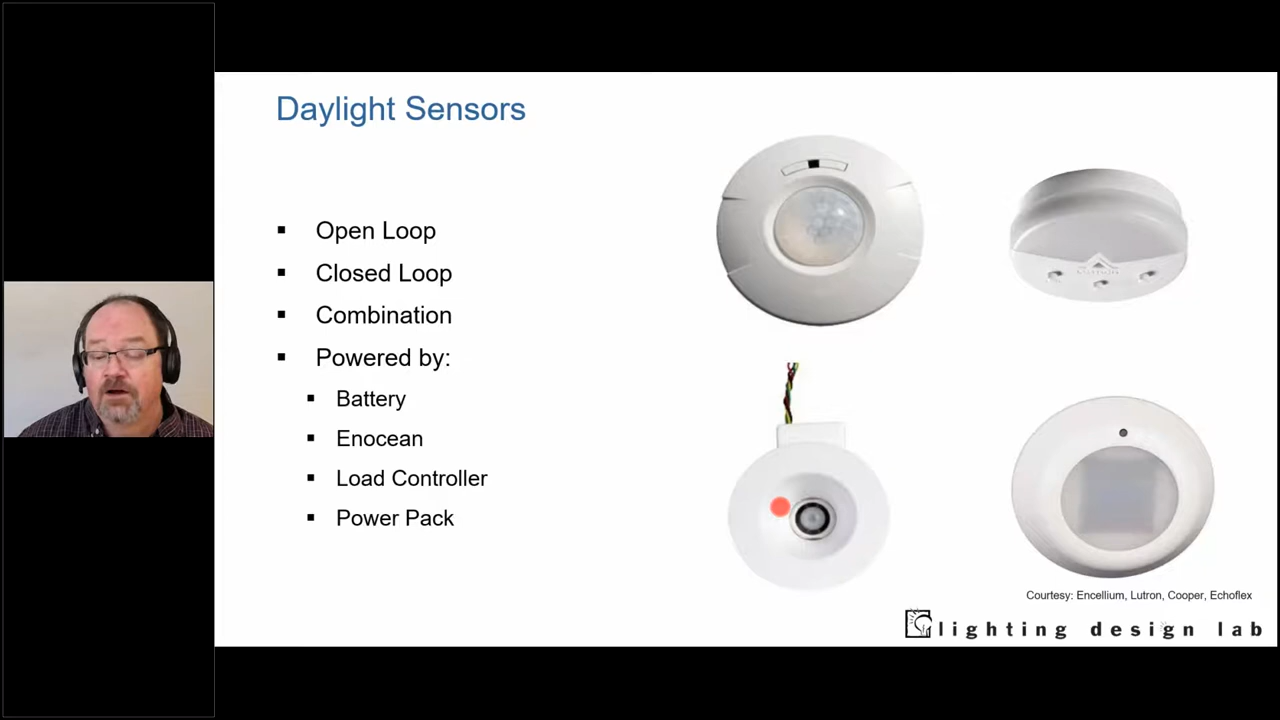 Daylight Sensors
Open Loop
Closed Loop
Combination
Powered by:
Battery
Enocean
Load Controller
Power Pack
Courtesy: Encellium, Lutron, Cooper, Echoflex
lighting design lab